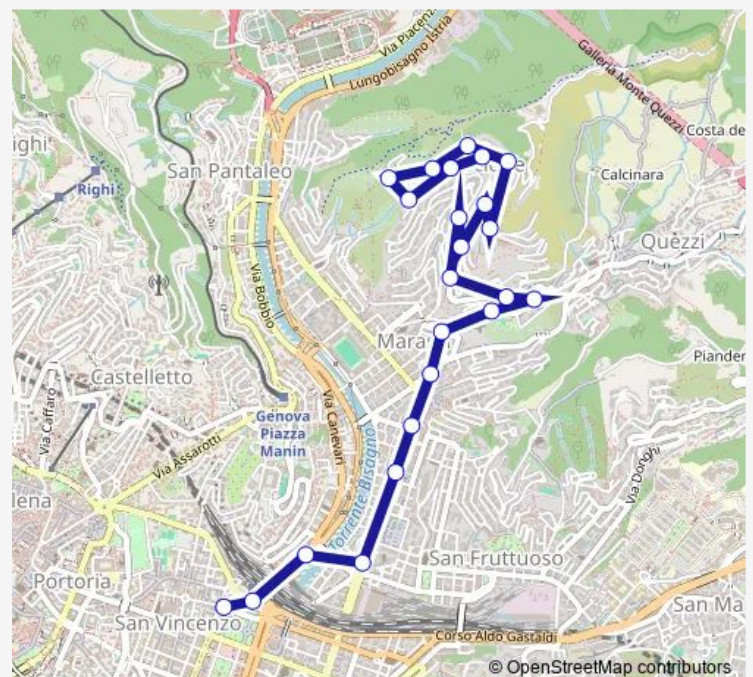 Via Piacenza
Lungobisagno Istria
Galleria Monte Quezzi
Costa de
ighi
San Pantaleo
Calcinara
Righi
Quezzi
Via Bobbio
Piander
Castelletto
Via Caffaro
Genova
Piazza
Manin
Via Canevari
Via Assarotti
Torrente Bisagno
Via Donghi
lena
San Fruttuoso
Portoria
San Vincenzo
San Ma
Corso Aldo Gastaldi
© OpenStreetMap contributors